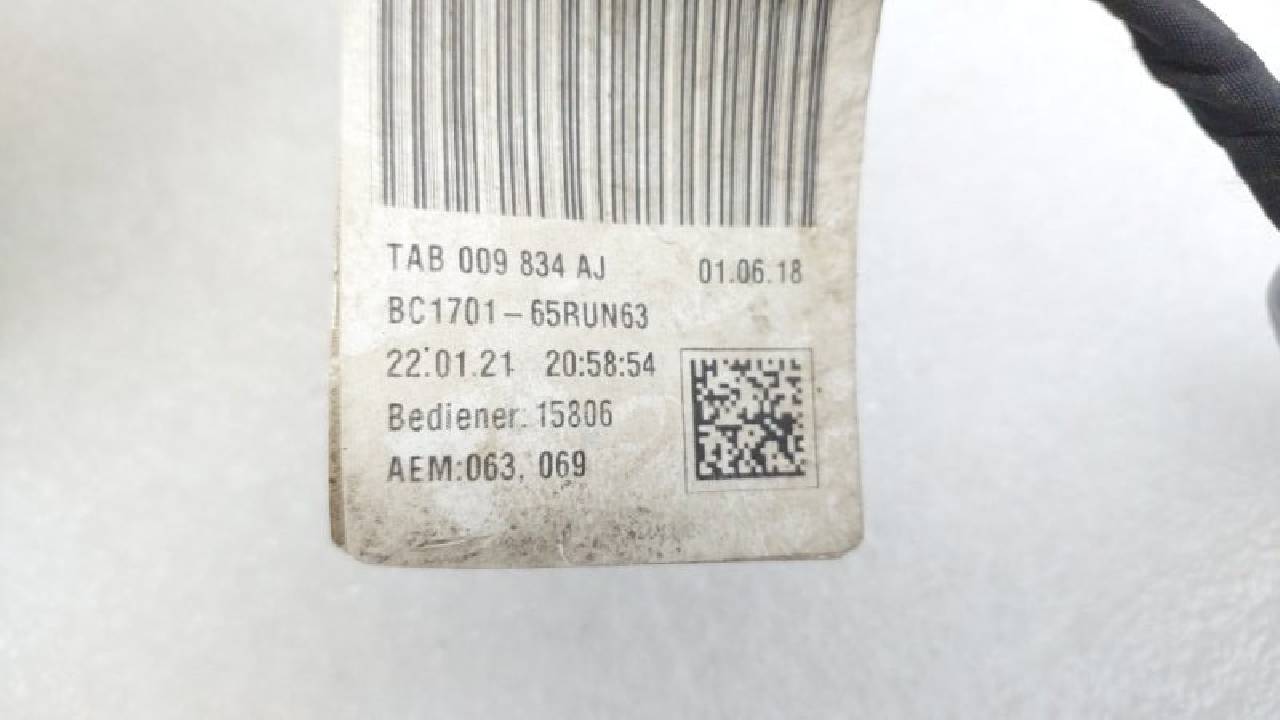 TAB 009 834 AJ 01.06.18
BC1701-65RUN63
22.01.21 20:58:54
Bediener: 15806
AEM:063, 069